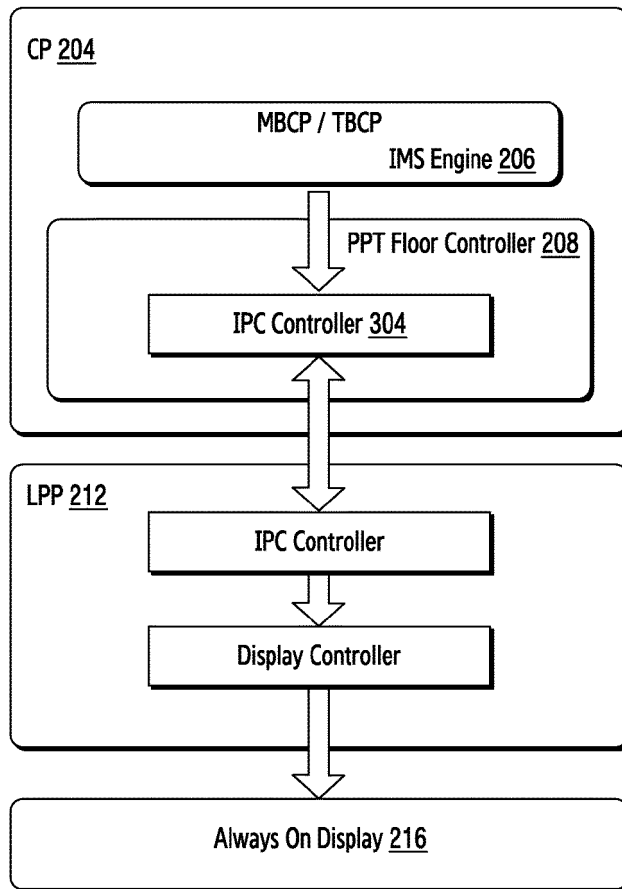 CP 204
MBCP / TBCP
IMS Engine 206
PPT Floor Controller 208
IPC Controller 304
LPP 212
IPC Controller
Display Controller
Always On Display 216